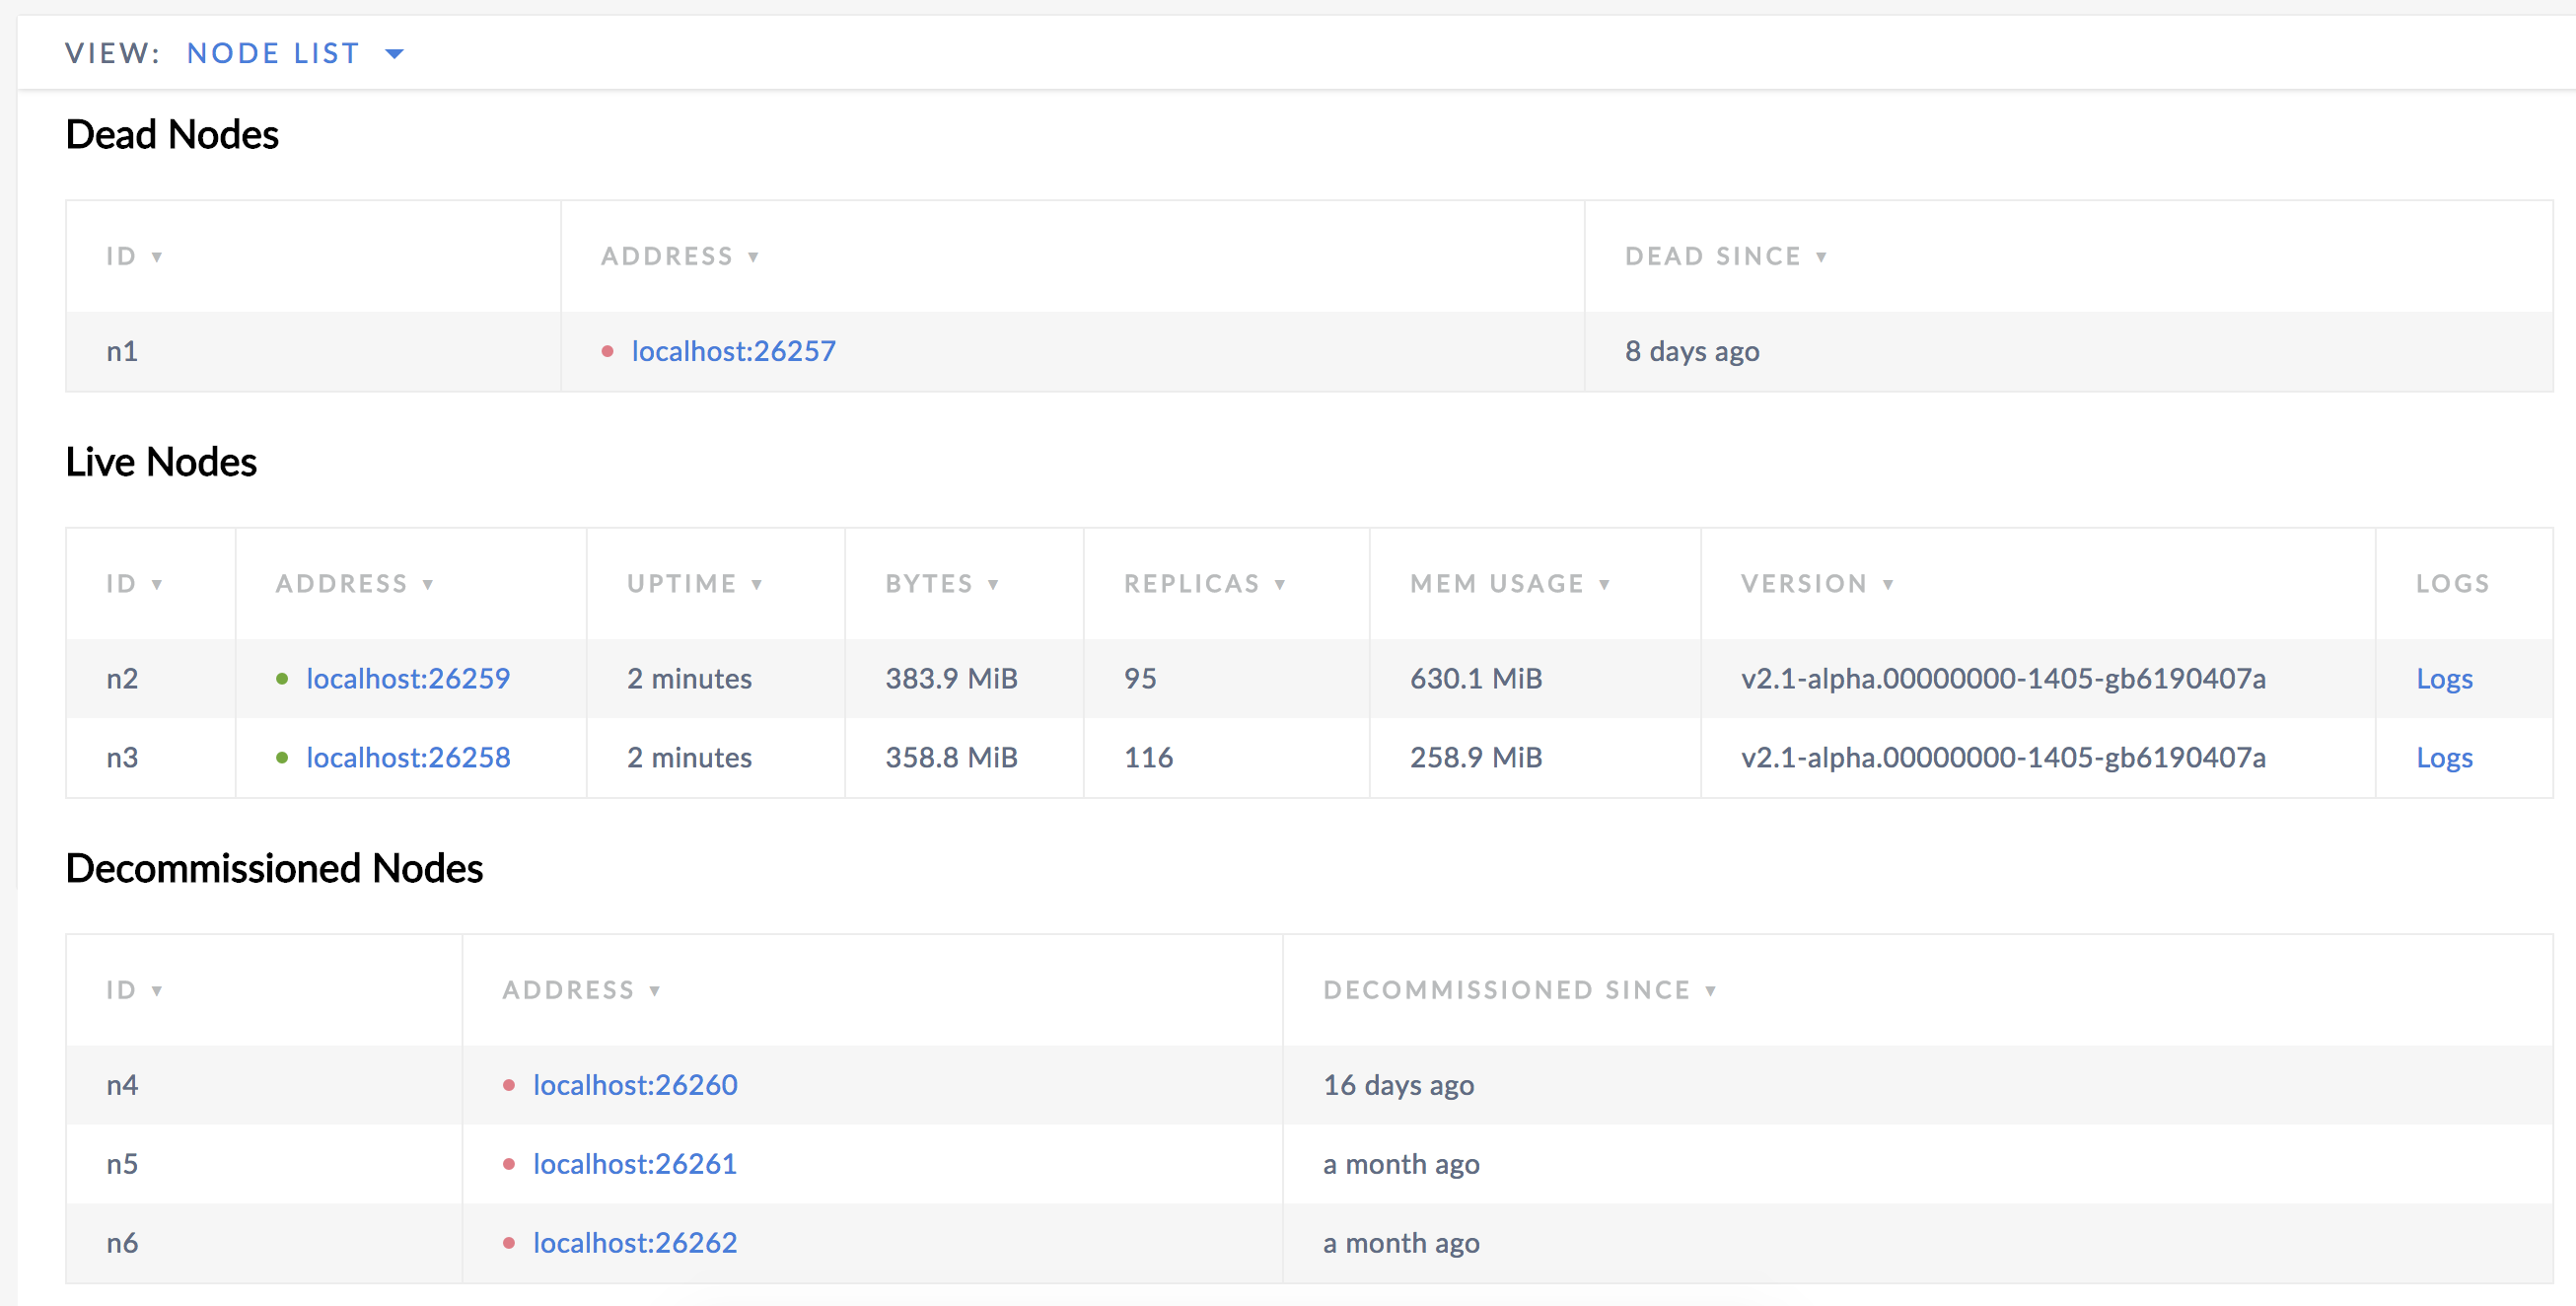 VIEW: NODE LIST
Dead Nodes
ID ▼ ADDRESS ▼ DEAD SINCE ▼
n1 localhost:26257 8 days ago
Live Nodes
ID ▼ ADDRESS ▼ UPTIME ▼ BYTES ▼ REPLICAS ▼ MEM USAGE ▼ VERSION ▼ LOGS
n2 localhost:26259 2 minutes 383.9 MiB 95 630.1 MiB v2.1-alpha.00000000-1405-gb6190407a Logs
n3 localhost:26258 2 minutes 358.8 MiB 116 258.9 MiB v2.1-alpha.00000000-1405-gb6190407a Logs
Decommissioned Nodes
ID ▼ ADDRESS ▼ DECOMMISSIONED SINCE ▼
n4 localhost:26260 16 days ago
n5 localhost:26261 a month ago
n6 localhost:26262 a month ago